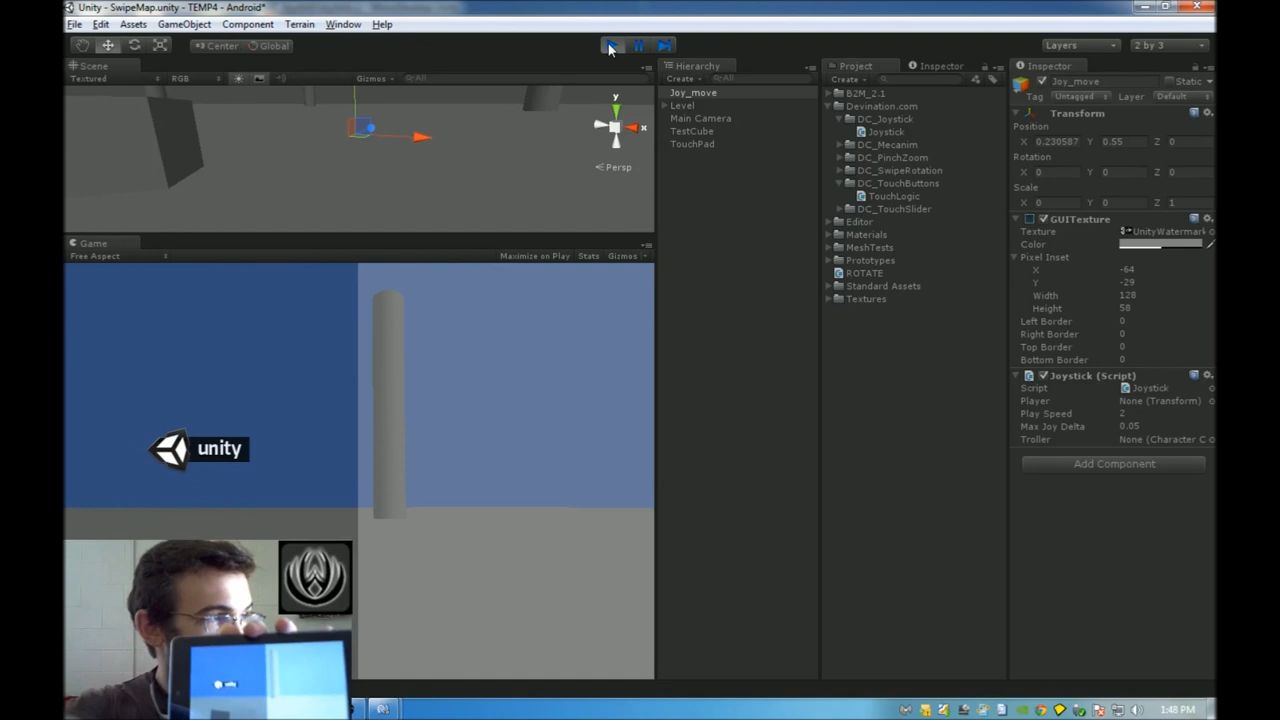 Unity - SwipeMap.unity - TEMP4 - Android*
File Edit Assets GameObject Component Terrain Window Help
Center Global Layers 2 by 3
Scene
Textured RGB Gizmos All
y
x
Persp
Game
Free Aspect Maximize on Play Stats Gizmos
unity
Hierarchy
Create All
Joy_move
Level
Main Camera
TestCube
TouchPad
Project Inspector
Create
B2M_2.1
Devination.com
DC_Joystick
Joystick
DC_Mecanim
DC_PinchZoom
DC_SwipeRotation
DC_TouchButtons
TouchLogic
DC_TouchSlider
Editor
Materials
MeshTests
Prototypes
ROTATE
Standard Assets
Textures
Inspector
Joy_move Static
Tag Untagged Layer Default
Transform
Position
X 0.230587 Y 0.55 Z 0
Rotation
X 0 Y 0 Z 0
Scale
X 0 Y 0 Z 1
GUITexture
Texture UnityWatermark
Color
Pixel Inset
X -64
Y -29
Width 128
Height 58
Left Border 0
Right Border 0
Top Border 0
Bottom Border 0
Joystick (Script)
Script Joystick
Player None (Transform)
Play Speed 2
Max Joy Delta 0.05
Troller None (Character C
Add Component
1:48 PM